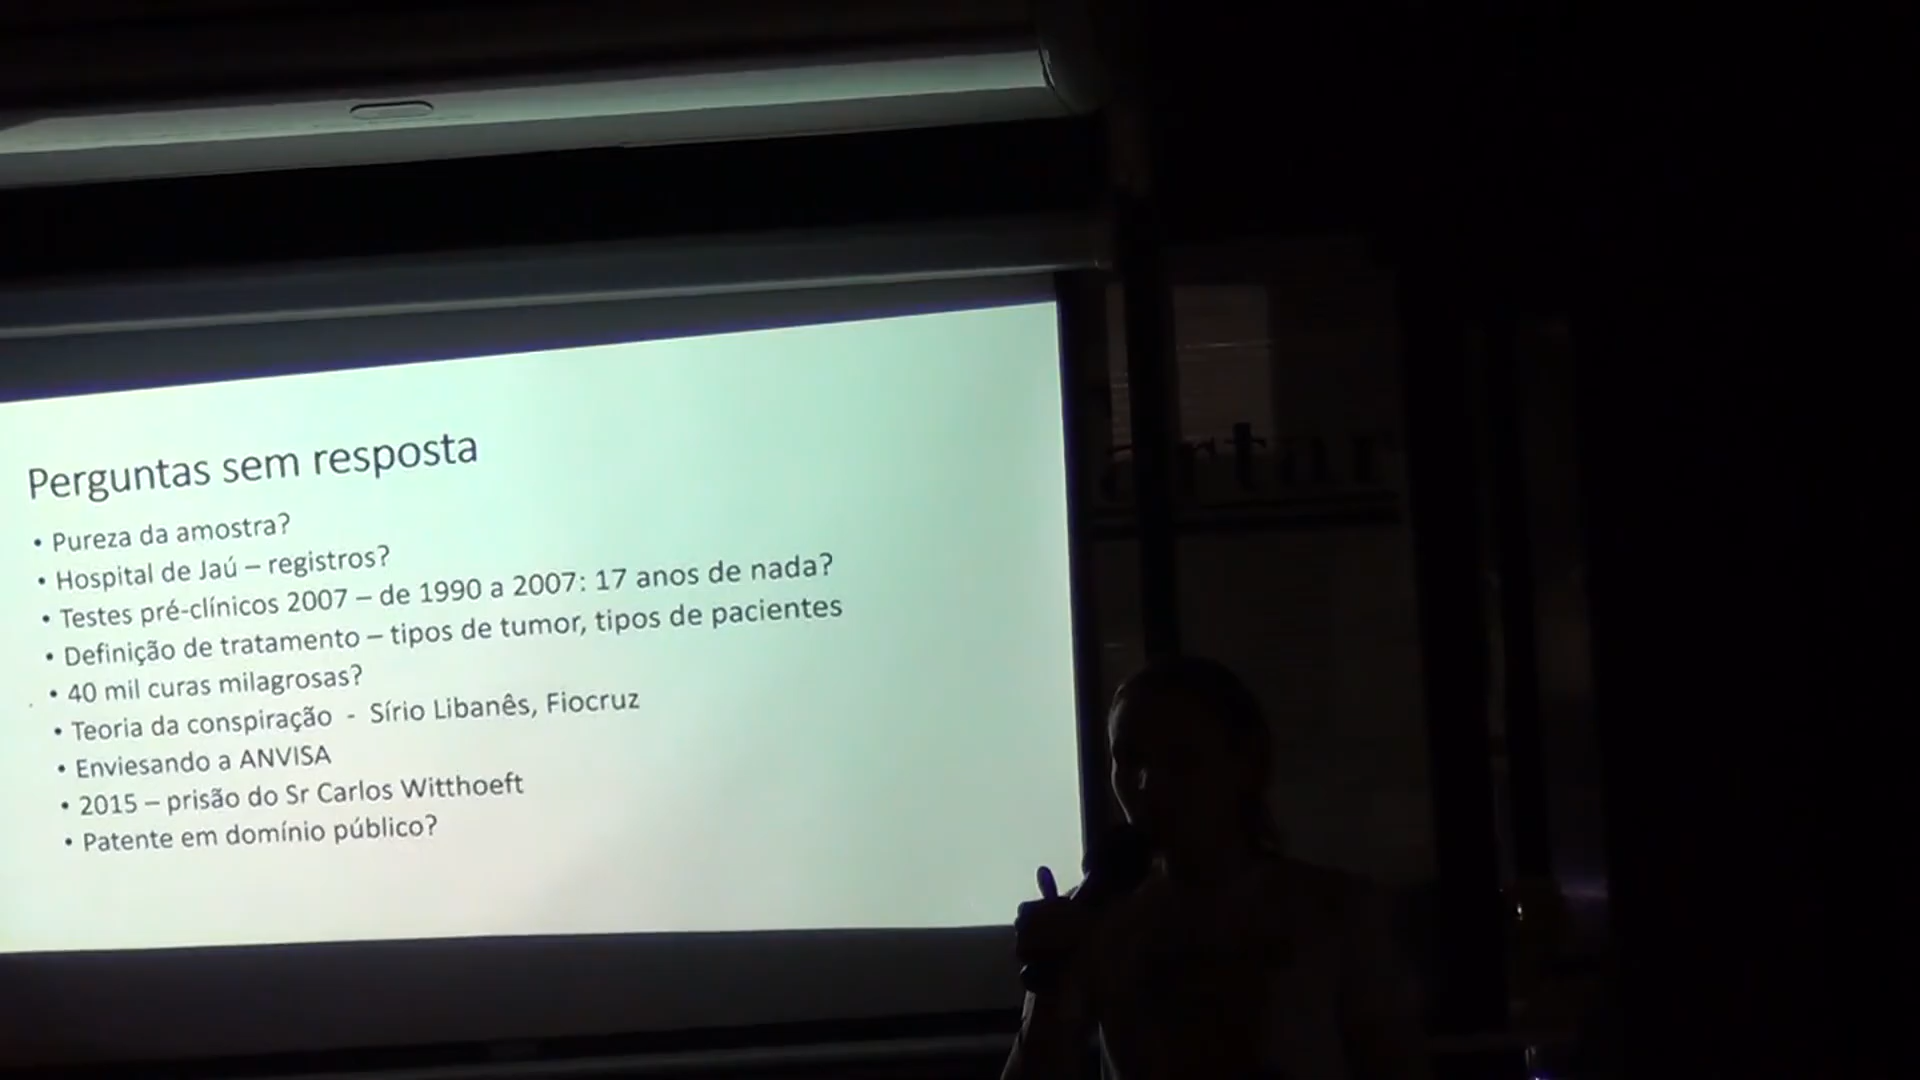 Perguntas sem resposta
• Pureza da amostra?
• Hospital de Jaú – registros?
• Testes pré-clínicos 2007 – de 1990 a 2007: 17 anos de nada?
• Definição de tratamento – tipos de tumor, tipos de pacientes
• 40 mil curas milagrosas?
• Teoria da conspiração - Sírio Libanês, Fiocruz
• Enviesando a ANVISA
• 2015 – prisão do Sr Carlos Witthoeft
• Patente em domínio público?